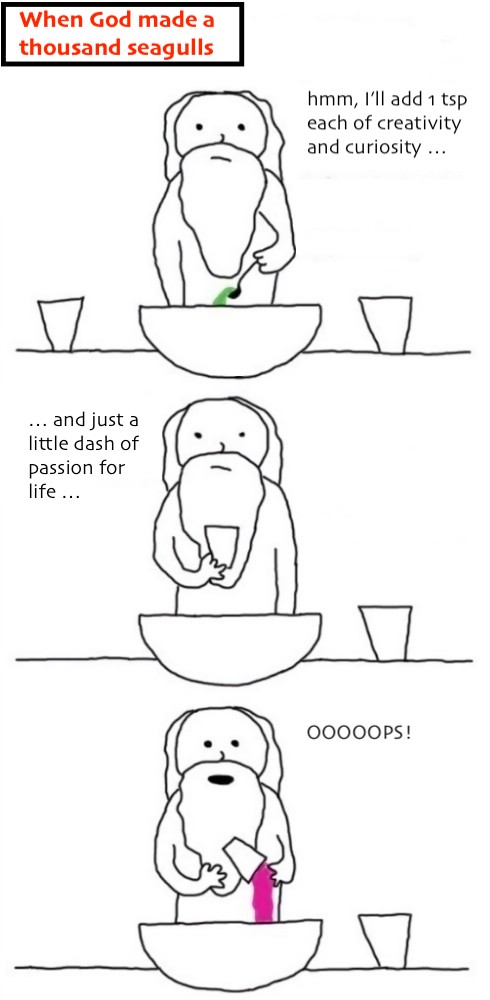 When God made a
thousand seagulls
hmm, I'll add 1 tsp
each of creativity
and curiosity ...
... and just a
little dash of
passion for
life ...
OOOOOPS!